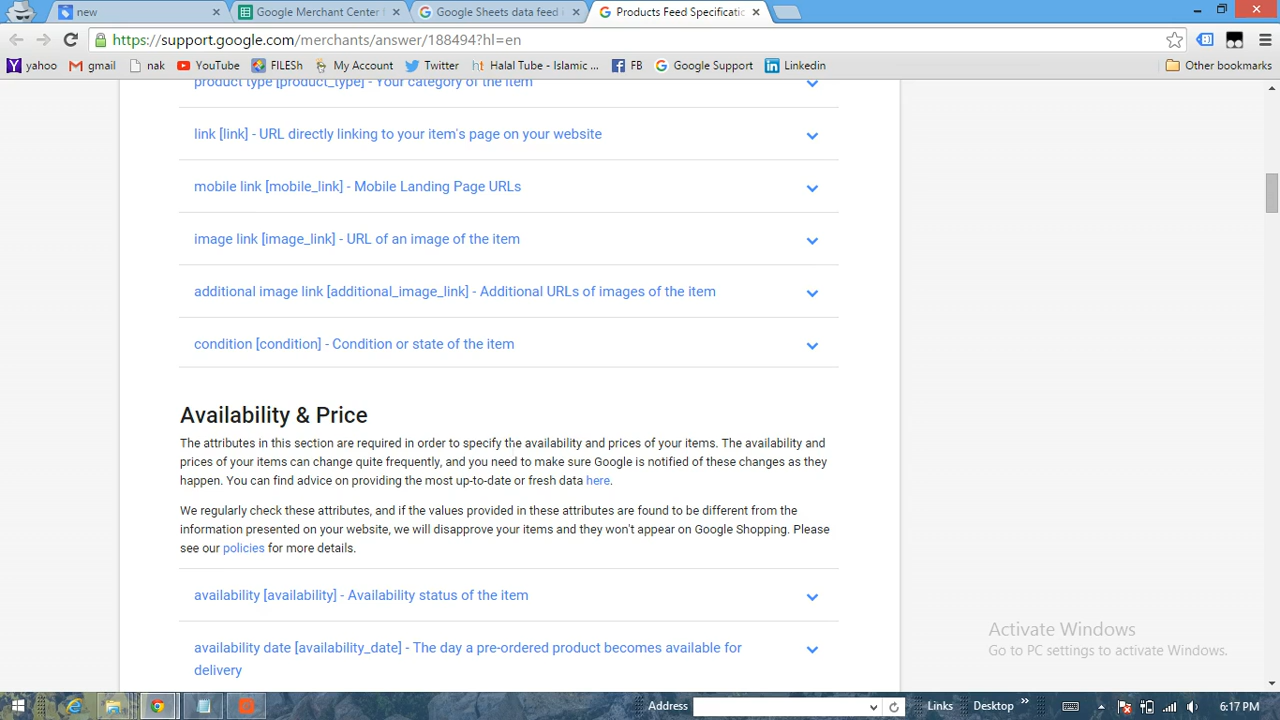 new
Google Merchant Center
Google Sheets data feed
Products Feed Specificatic
https://support.google.com/merchants/answer/188494?hl=en
yahoo
gmail
nak
YouTube
FILESh
My Account
Twitter
Halal Tube - Islamic ...
FB
Google Support
Linkedin
Other bookmarks
product type [product_type] - Your category of the item
link [link] - URL directly linking to your item's page on your website
mobile link [mobile_link] - Mobile Landing Page URLs
image link [image_link] - URL of an image of the item
additional image link [additional_image_link] - Additional URLs of images of the item
condition [condition] - Condition or state of the item
Availability & Price
The attributes in this section are required in order to specify the availability and prices of your items. The availability and
prices of your items can change quite frequently, and you need to make sure Google is notified of these changes as they
happen. You can find advice on providing the most up-to-date or fresh data here.
We regularly check these attributes, and if the values provided in these attributes are found to be different from the
information presented on your website, we will disapprove your items and they won't appear on Google Shopping. Please
see our policies for more details.
availability [availability] - Availability status of the item
availability date [availability_date] - The day a pre-ordered product becomes available for
delivery
Activate Windows
Go to PC settings to activate Windows.
Address
Links
Desktop
6:17 PM